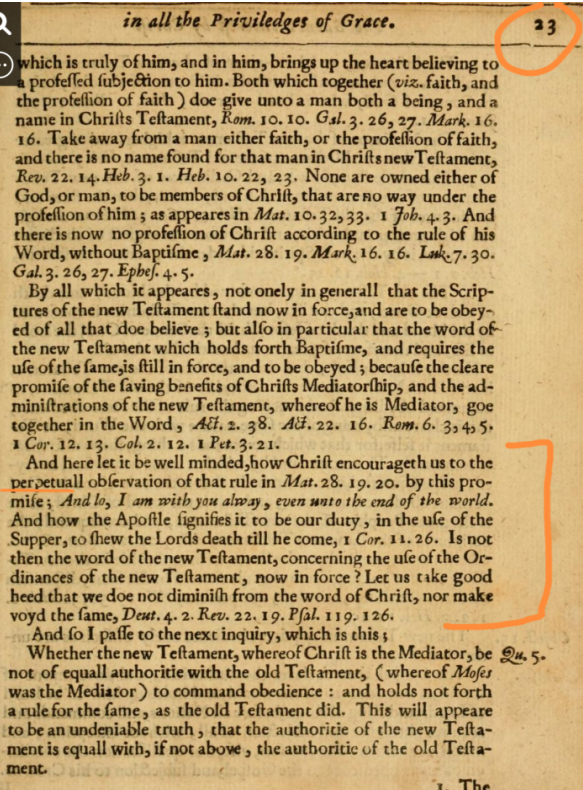 in all the Priviledges of Grace. 23
which is truly of him, and in him, brings up the heart believing to
a profeſſed ſubjection to him. Both which together (viz. faith, and
the profeſſion of faith) doe give unto a man both a being, and a
name in Chriſts Teſtament, Rom. 10. 10. Gal. 3. 26, 27. Mark. 16.
16. Take away from a man either faith, or the profeſſion of faith,
and there is no name found for that man in Chriſts new Teſtament,
Rev. 22. 14. Heb. 3. 1. Heb. 10. 22, 23. None are owned either of
God, or man, to be members of Chriſt, that are no way under the
profeſſion of him; as appeares in Mat. 10. 32, 33. 1 Joh. 4. 3. And
there is now no profeſſion of Chriſt according to the rule of his
Word, without Baptiſme, Mat. 28. 19. Mark. 16. 16. Luk. 7. 30.
Gal. 3. 26, 27. Epheſ. 4. 5.
By all which it appeares, not onely in generall that the Scrip-
tures of the new Teſtament ſtand now in force, and are to be obey-
ed of all that doe believe; but alſo in particular that the word of
the new Teſtament which holds forth Baptiſme, and requires the
uſe of the ſame, is ſtill in force, and to be obeyed; becauſe the cleare
promiſe of the ſaving benefits of Chriſts Mediatorſhip, and the ad-
miniſtrations of the new Teſtament, whereof he is Mediator, goe
together in the Word, Act. 2. 38. Act. 22. 16. Rom. 6. 3, 4, 5.
1 Cor. 12. 13. Col. 2. 12. 1 Pet. 3. 21.
And here let it be well minded, how Chriſt encourageth us to the
perpetuall obſervation of that rule in Mat. 28. 19. 20. by this pro-
miſe; And lo, I am with you alway, even unto the end of the world.
And how the Apoſtle ſignifies it to be our duty, in the uſe of the
Supper, to ſhew the Lords death till he come, 1 Cor. 11. 26. Is not
then the word of the new Teſtament, concerning the uſe of the Or-
dinances of the new Teſtament, now in force? Let us take good
heed that we doe not diminiſh from the word of Chriſt, nor make
voyd the ſame, Deut. 4. 2. Rev. 22. 19. Pſal. 119. 126.
And ſo I paſſe to the next inquiry, which is this;
Whether the new Teſtament, whereof Chriſt is the Mediator, be Qu. 5.
not of equall authoritie with the old Teſtament, (whereof Moſes
was the Mediator) to command obedience: and holds not forth
a rule for the ſame, as the old Teſtament did. This will appeare
to be an undeniable truth, that the authoritie of the new Teſta-
ment is equall with, if not above, the authoritie of the old Teſta-
ment.
1. The